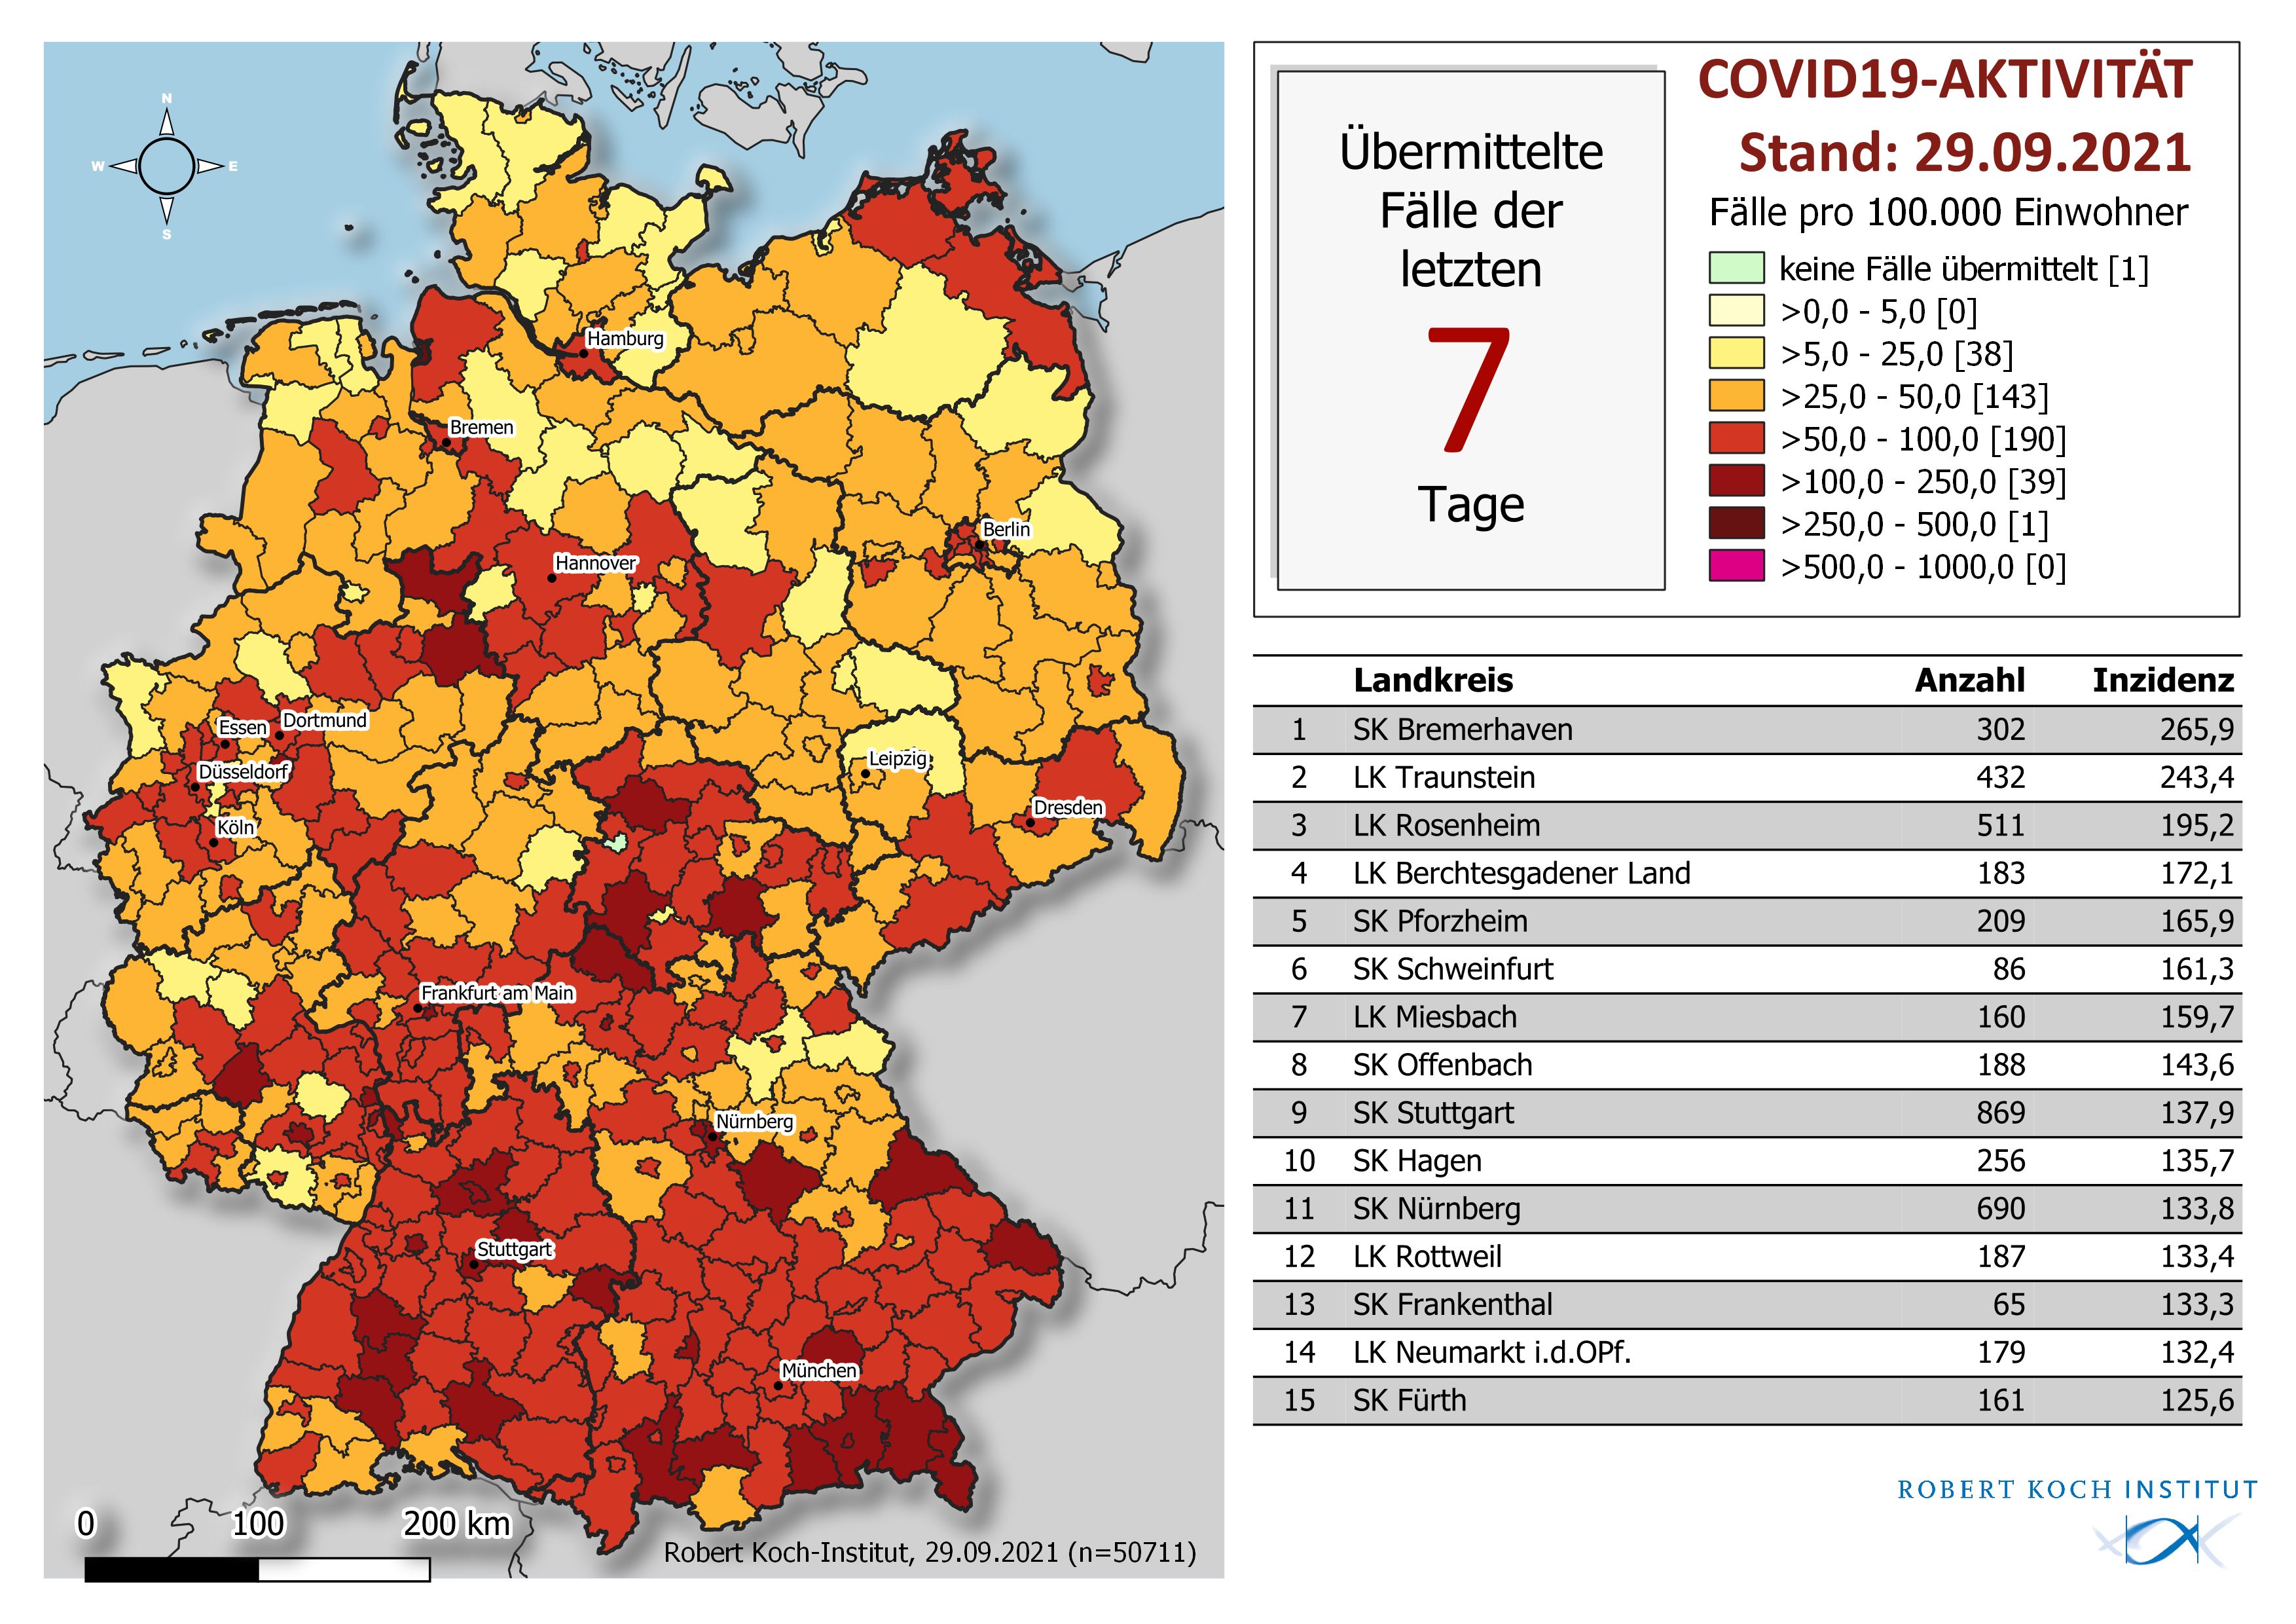 N
W
E
S
Hamburg
Bremen
Berlin
Hannover
Essen
Dortmund
Düsseldorf
Leipzig
Köln
Dresden
Frankfurt am Main
Nürnberg
Stuttgart
München
0 100 200 km
Robert Koch-Institut, 29.09.2021 (n=50711)
Übermittelte
Fälle der
letzten
7
Tage
COVID19-AKTIVITÄT
Stand: 29.09.2021
Fälle pro 100.000 Einwohner
keine Fälle übermittelt [1]
>0,0 - 5,0 [0]
>5,0 - 25,0 [38]
>25,0 - 50,0 [143]
>50,0 - 100,0 [190]
>100,0 - 250,0 [39]
>250,0 - 500,0 [1]
>500,0 - 1000,0 [0]
Landkreis Anzahl Inzidenz
1 SK Bremerhaven 302 265,9
2 LK Traunstein 432 243,4
3 LK Rosenheim 511 195,2
4 LK Berchtesgadener Land 183 172,1
5 SK Pforzheim 209 165,9
6 SK Schweinfurt 86 161,3
7 LK Miesbach 160 159,7
8 SK Offenbach 188 143,6
9 SK Stuttgart 869 137,9
10 SK Hagen 256 135,7
11 SK Nürnberg 690 133,8
12 LK Rottweil 187 133,4
13 SK Frankenthal 65 133,3
14 LK Neumarkt i.d.OPf. 179 132,4
15 SK Fürth 161 125,6
ROBERT KOCH INSTITUT